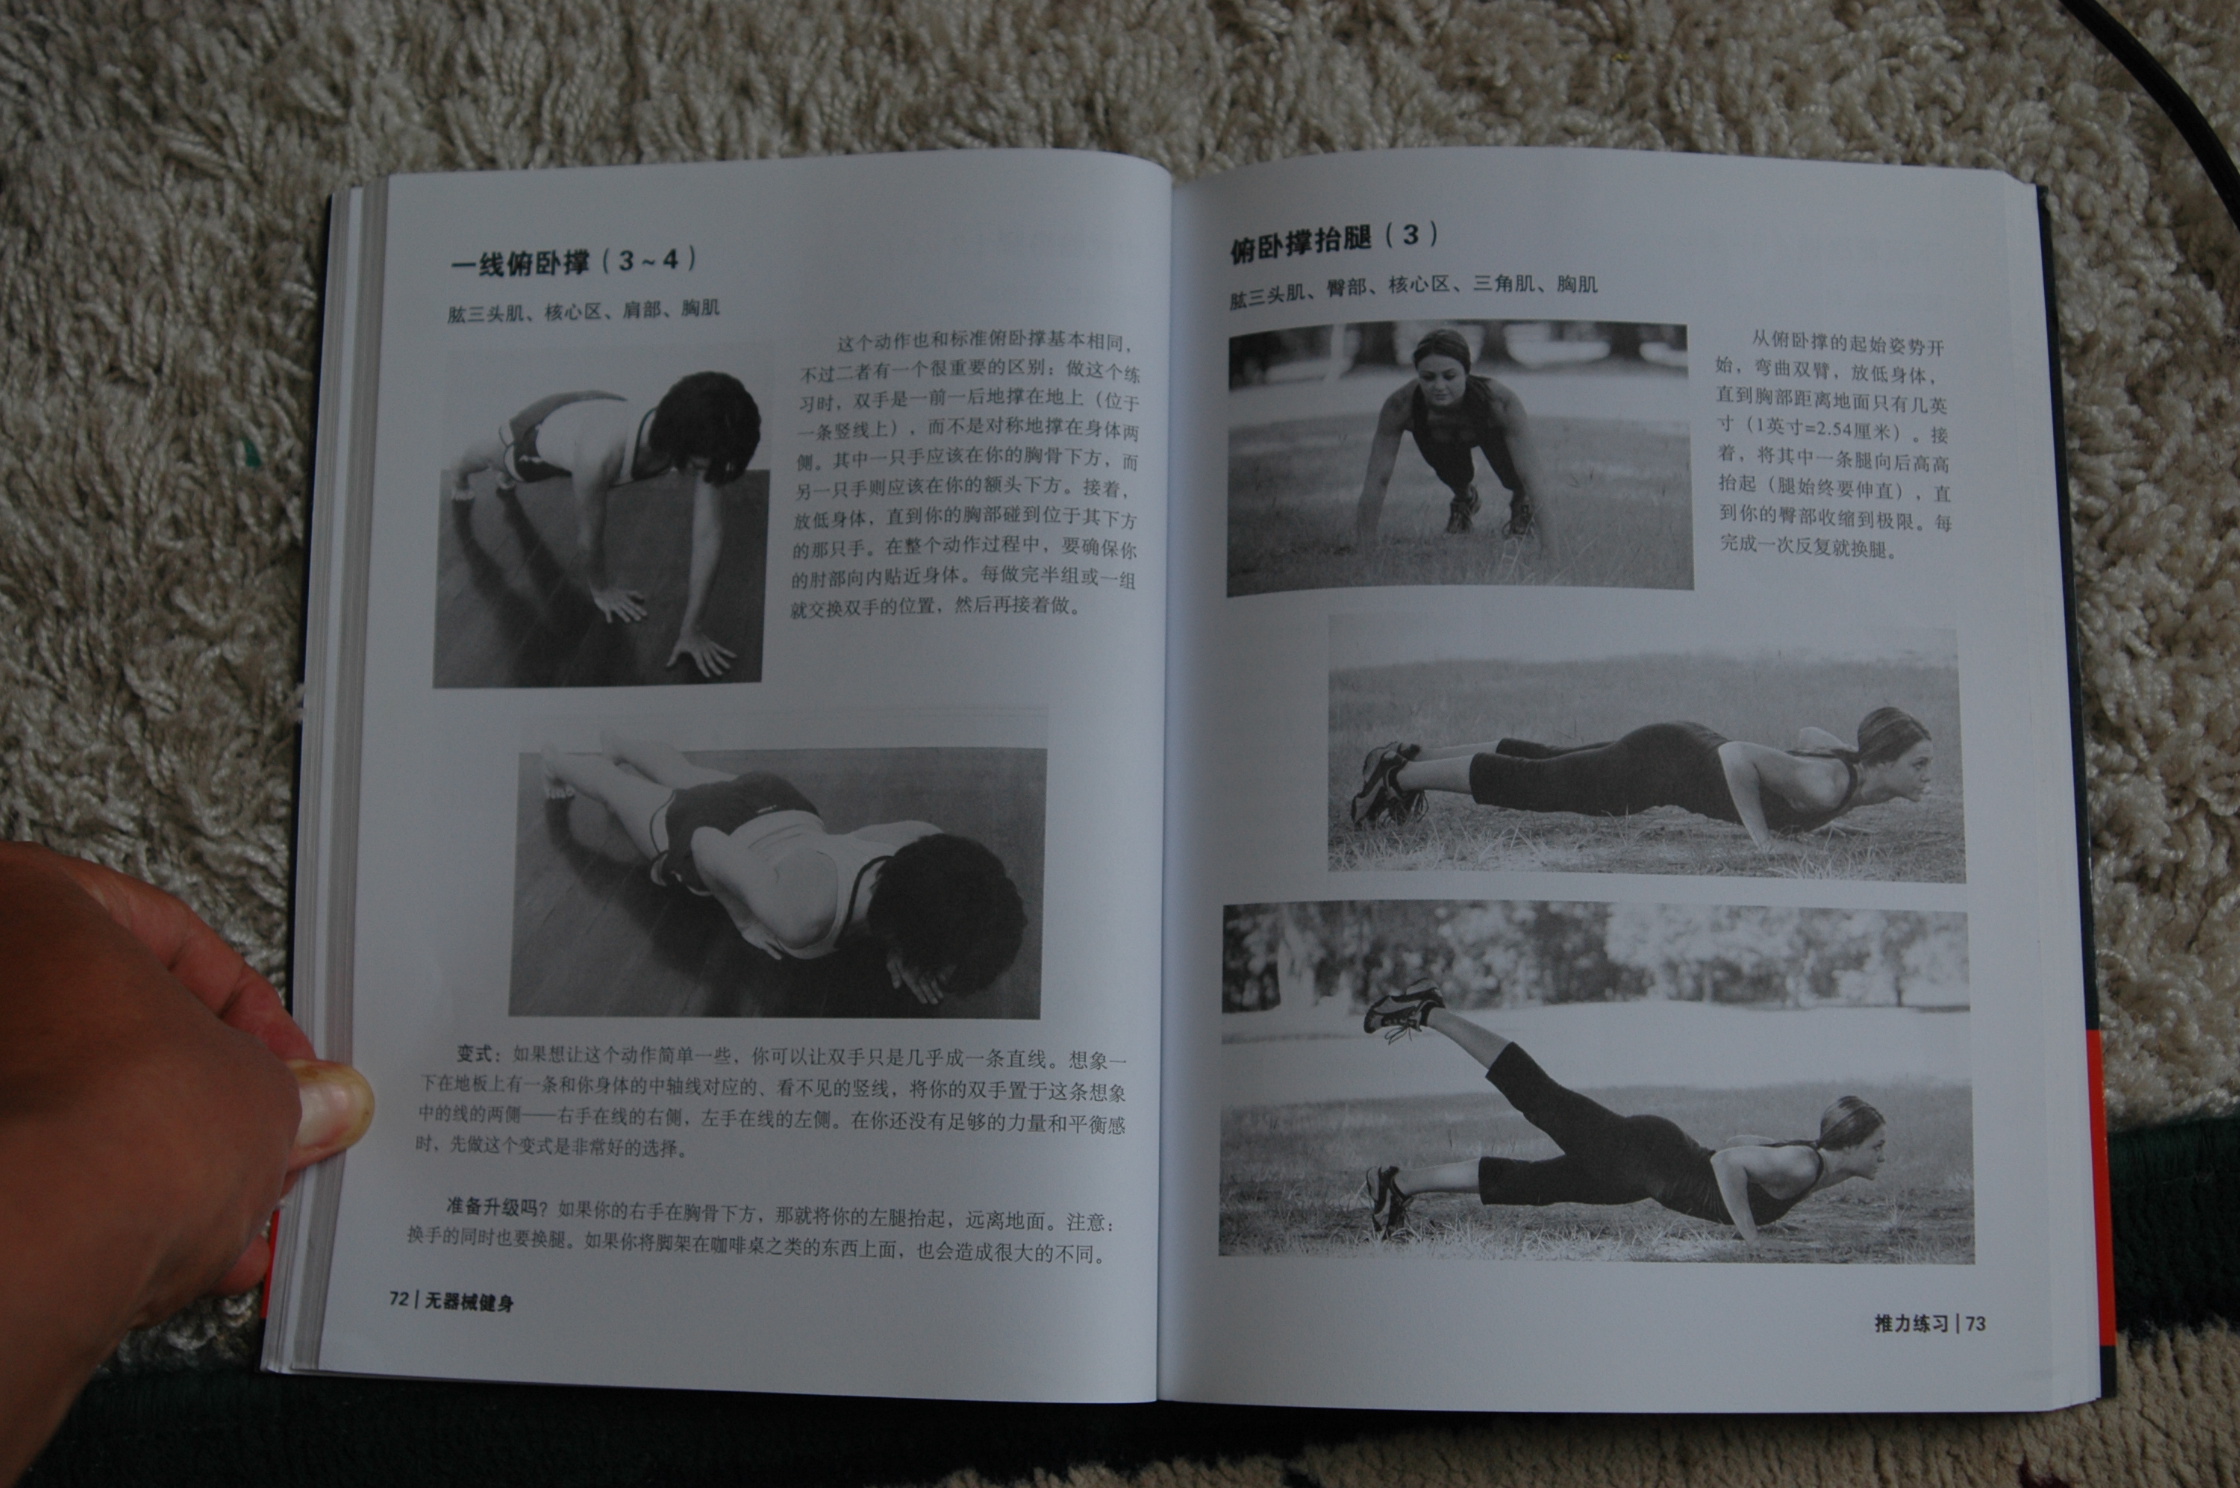 一线俯卧撑（3～4）
肱三头肌、核心区、肩部、胸肌
这个动作也和标准俯卧撑基本相同，
不过二者有一个很重要的区别：做这个练
习时，双手是一前一后地撑在地上（位于
一条竖线上），而不是对称地撑在身体两
侧。其中一只手应该在你的胸骨下方，而
另一只手则应该在你的额头下方。接着，
放低身体，直到你的胸部碰到位于其下方
的那只手。在整个动作过程中，要确保你
的肘部向内贴近身体。每做完半组或一组
就交换双手的位置，然后再接着做。
变式：如果想让这个动作简单一些，你可以让双手只是几乎成一条直线。想象一
下在地板上有一条和你身体的中轴线对应的、看不见的竖线，将你的双手置于这条想象
中的线的两侧——右手在线的右侧，左手在线的左侧。在你还没有足够的力量和平衡感
时，先做这个变式是非常好的选择。
准备升级吗？如果你的右手在胸骨下方，那就将你的左腿抬起，远离地面。注意：
换手的同时也要换腿。如果你将脚架在咖啡桌之类的东西上面，也会造成很大的不同。
72 | 无器械健身
俯卧撑抬腿（3）
肱三头肌、臀部、核心区、三角肌、胸肌
从俯卧撑的起始姿势开
始，弯曲双臂，放低身体，
直到胸部距离地面只有几英
寸（1英寸=2.54厘米）。接
着，将其中一条腿向后高高
抬起（腿始终要伸直），直
到你的臀部收缩到极限。每
完成一次反复就换腿。
推力练习 | 73